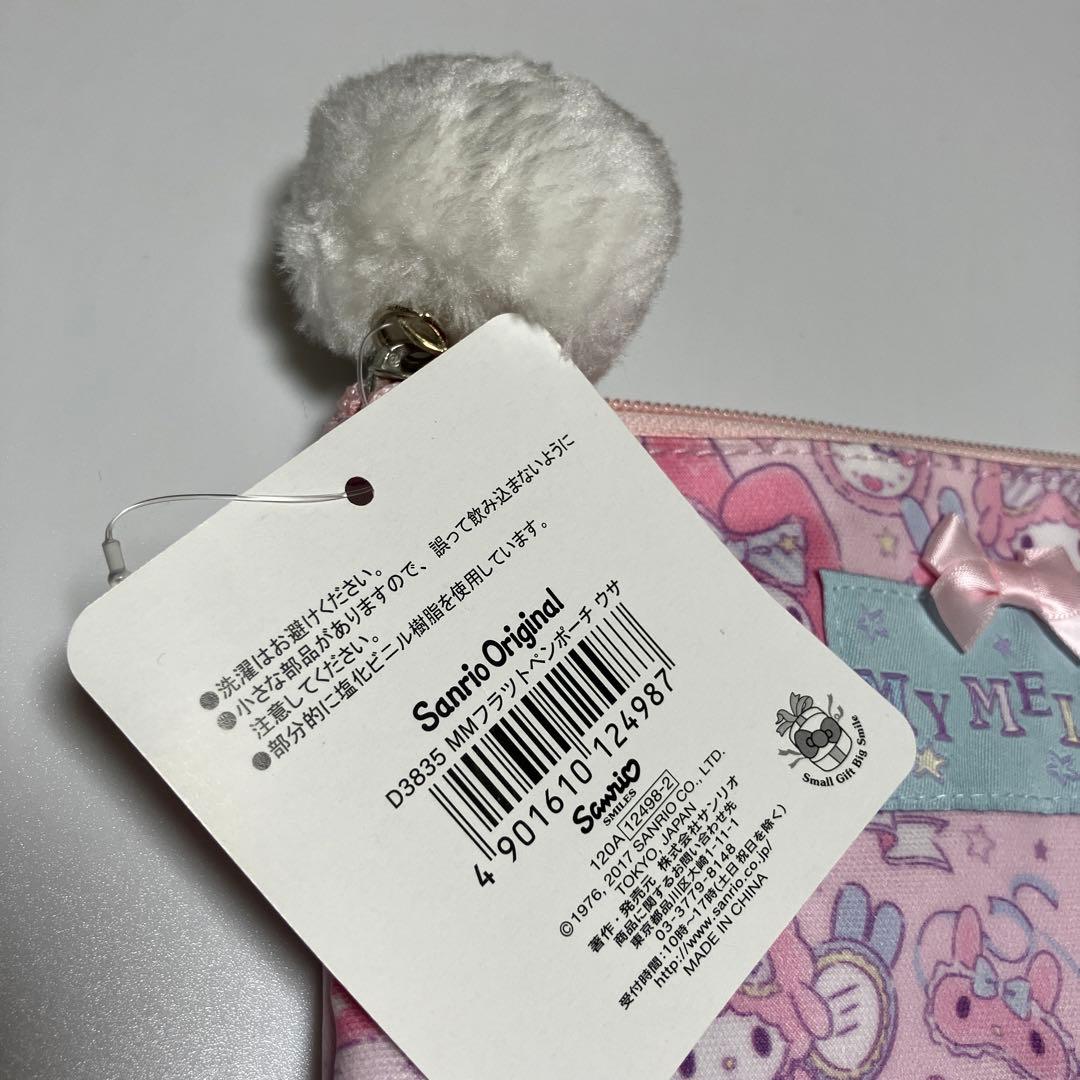 ●洗濯はお避けください。
●小さな部品がありますので、誤って飲み込まないように
注意してください。
●部分的に塩化ビニル樹脂を使用しています。
Sanrio Original
D3835 MMフラットペンポーチ ウサ
4 901610 124987
Sanrio
SMILES
120A 12498-2
©1976, 2017 SANRIO CO., LTD.
TOKYO, JAPAN
著作・発売元 株式会社サンリオ
商品に関するお問い合わせ先
東京都品川区大崎1-11-1
03-3779-8148
受付時間:10時~17時(土日祝日を除く)
http://www.sanrio.co.jp/
MADE IN CHINA
Small Gift Big Smile
MY MEL